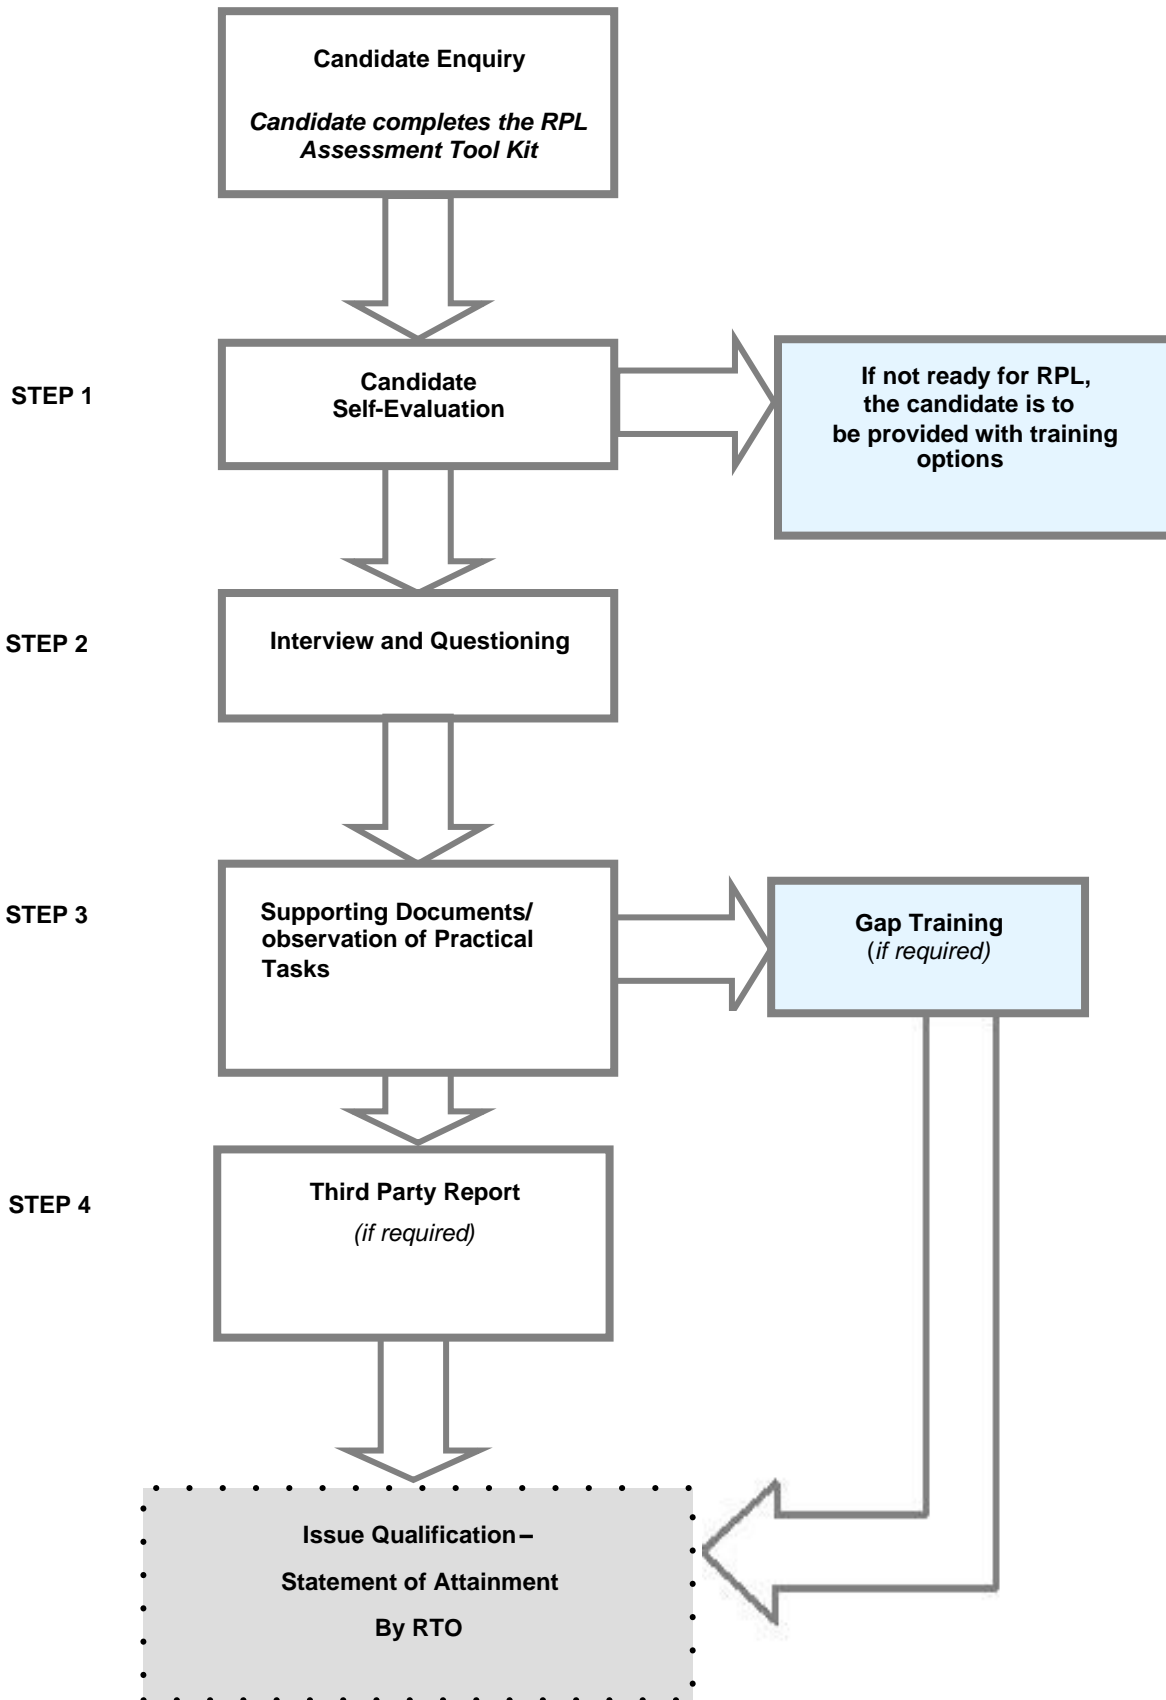 Candidate Enquiry
Candidate completes the RPL
Assessment Tool Kit
STEP 1
Candidate
Self-Evaluation
If not ready for RPL,
the candidate is to
be provided with training
options
STEP 2
Interview and Questioning
STEP 3
Supporting Documents/
observation of Practical
Tasks
Gap Training
(if required)
STEP 4
Third Party Report
(if required)
Issue Qualification –
Statement of Attainment
By RTO